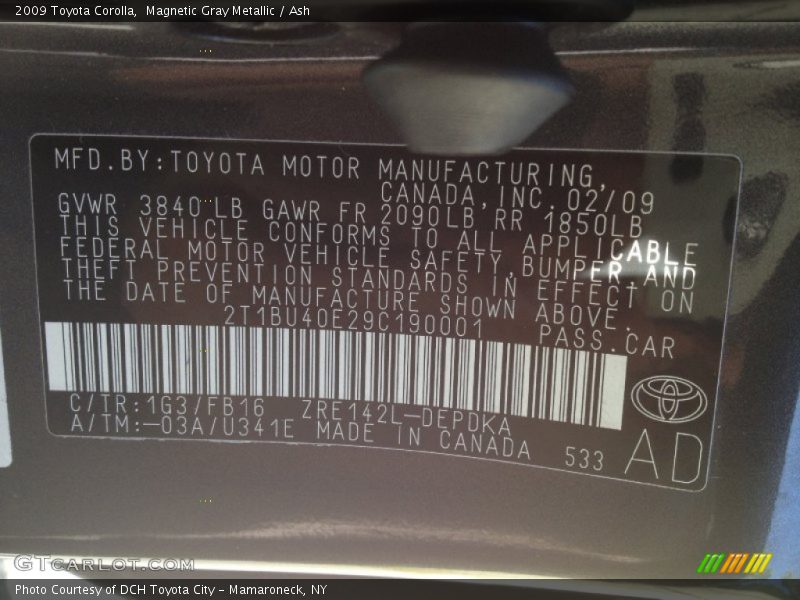 2009 Toyota Corolla, Magnetic Gray Metallic / Ash
MFD.BY:TOYOTA MOTOR MANUFACTURING,
CANADA,INC. 02/09
GVWR 3840 LB GAWR FR 2090LB, RR 1850LB
THIS VEHICLE CONFORMS TO ALL APPLICABLE
FEDERAL MOTOR VEHICLE SAFETY,BUMPER,AND
THEFT PREVENTION STANDARDS IN EFFECT ON
THE DATE OF MANUFACTURE SHOWN ABOVE.
2T1BU40E29C190001 PASS.CAR
C/TR:1G3/FB16 ZRE142L-DEPDKA
A/TM:-03A/U341E MADE IN CANADA 533 AD
GTCARLOT.COM
Photo Courtesy of DCH Toyota City - Mamaroneck, NY